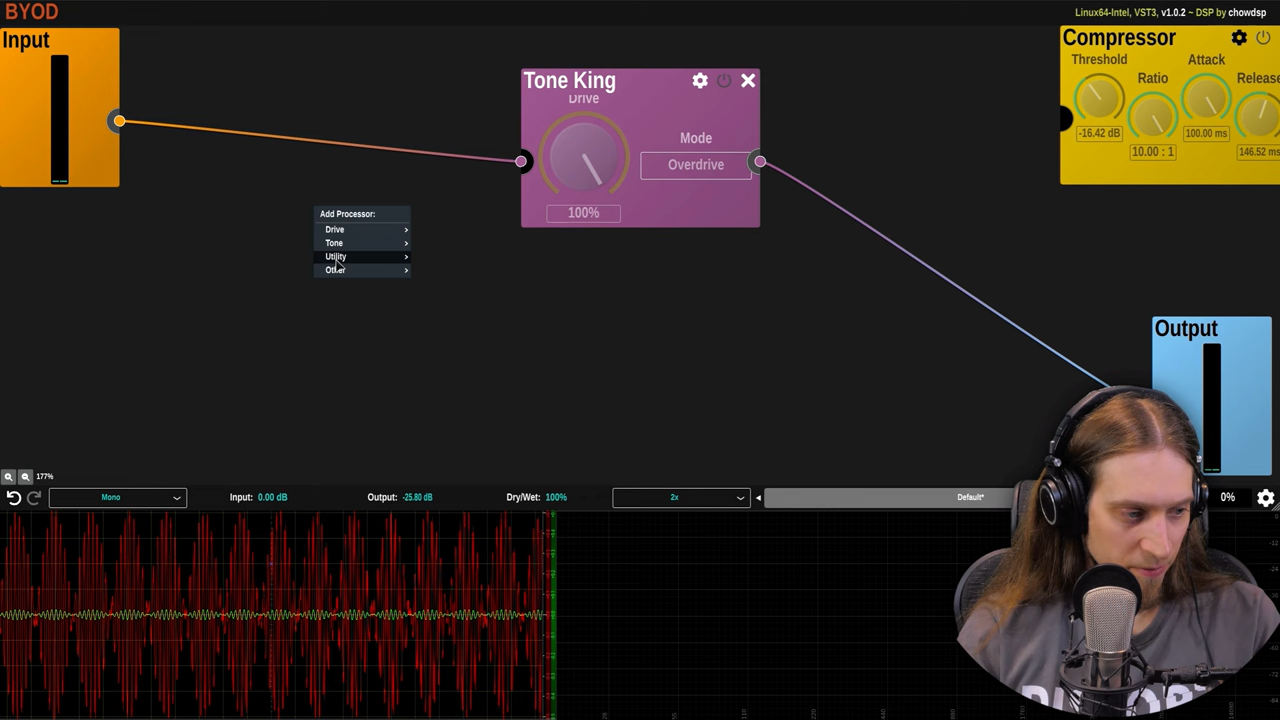 BYOD
Linux64-Intel, VST3, v1.0.2 ~ DSP by chowdsp
Input
Tone King
Drive
Mode
Overdrive
100%
Compressor
Threshold
Ratio
Attack
Release
-16.42 dB
10.00 : 1
100.00 ms
146.52 ms
Add Processor:
Drive
Tone
Utility
Other
Output
177%
Mono
Input: 0.00 dB
Output: -25.80 dB
Dry/Wet: 100%
2x
Default*
0%